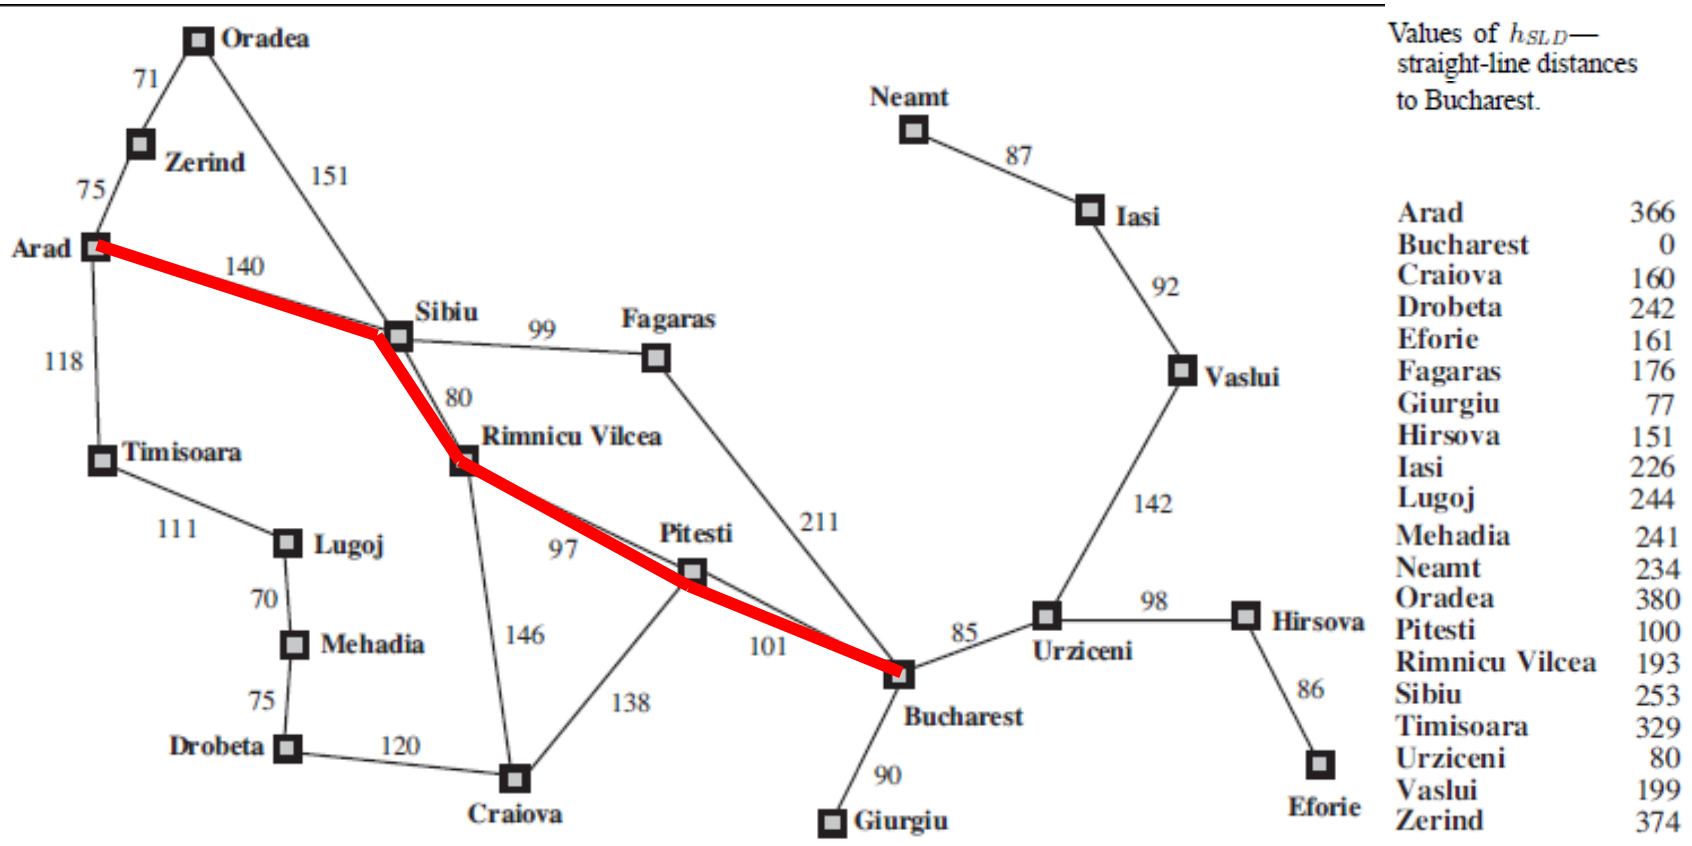 Oradea
71
Neamt
87
Zerind
151
75
Iasi
Arad
140
92
Sibiu
99
Fagaras
118
Vaslui
80
Timisoara
Rimnicu Vilcea
142
111
Lugoj
97
Pitesti
211
70
98
Hirsova
146
85
Mehadia
101
Urziceni
86
75
138
Bucharest
Drobeta
120
90
Craiova
Giurgiu
Eforie
Values of hSLD—
straight-line distances
to Bucharest.
Arad 366
Bucharest 0
Craiova 160
Drobeta 242
Eforie 161
Fagaras 176
Giurgiu 77
Hirsova 151
Iasi 226
Lugoj 244
Mehadia 241
Neamt 234
Oradea 380
Pitesti 100
Rimnicu Vilcea 193
Sibiu 253
Timisoara 329
Urziceni 80
Vaslui 199
Zerind 374